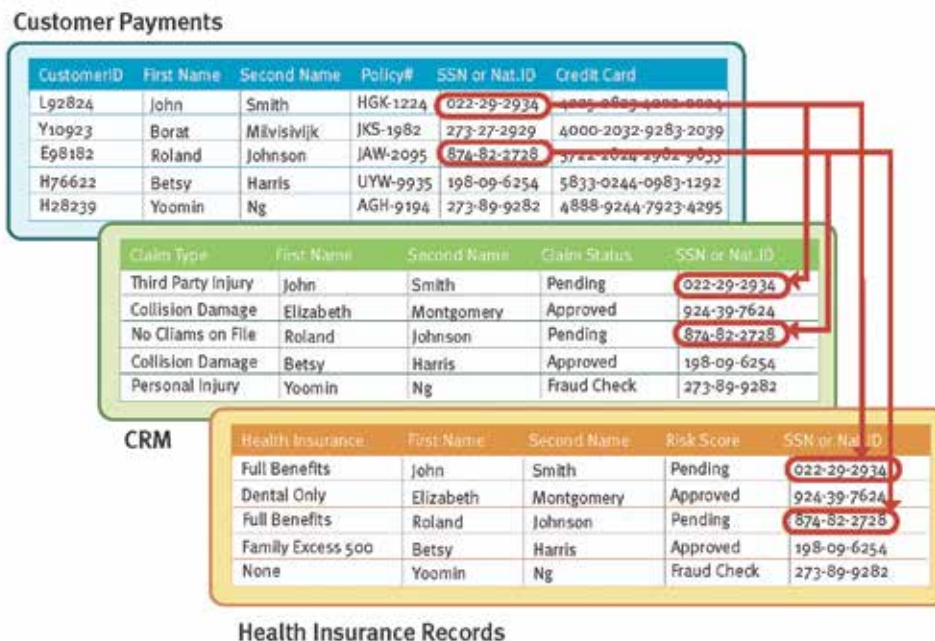 Customer Payments
CustomerID First Name Second Name Policy# SSN or Nat.ID Credit Card
L92824 John Smith HGK-1224 022-29-2934
Y10923 Borat Milvisivijk JKS-1982 273-27-2929 4000-2032-9283-2039
E98182 Roland Johnson JAW-2095 874-82-2728
H76622 Betsy Harris UYW-9935 198-09-6254 5833-0244-0983-1292
H28239 Yoomin Ng AGH-9194 273-89-9282 4888-9244-7923-4295
Claim Type First Name Second Name Claim Status SSN or Nat.ID
Third Party Injury John Smith Pending 022-29-2934
Collision Damage Elizabeth Montgomery Approved 924-39-7624
No Cliams on File Roland Johnson Pending 874-82-2728
Collision Damage Betsy Harris Approved 198-09-6254
Personal Injury Yoomin Ng Fraud Check 273-89-9282
CRM
Health Insurance First Name Second Name Risk Score SSN or Nat.ID
Full Benefits John Smith Pending 022-29-2934
Dental Only Elizabeth Montgomery Approved 924-39-7624
Full Benefits Roland Johnson Pending 874-82-2728
Family Excess 500 Betsy Harris Approved 198-09-6254
None Yoomin Ng Fraud Check 273-89-9282
Health Insurance Records